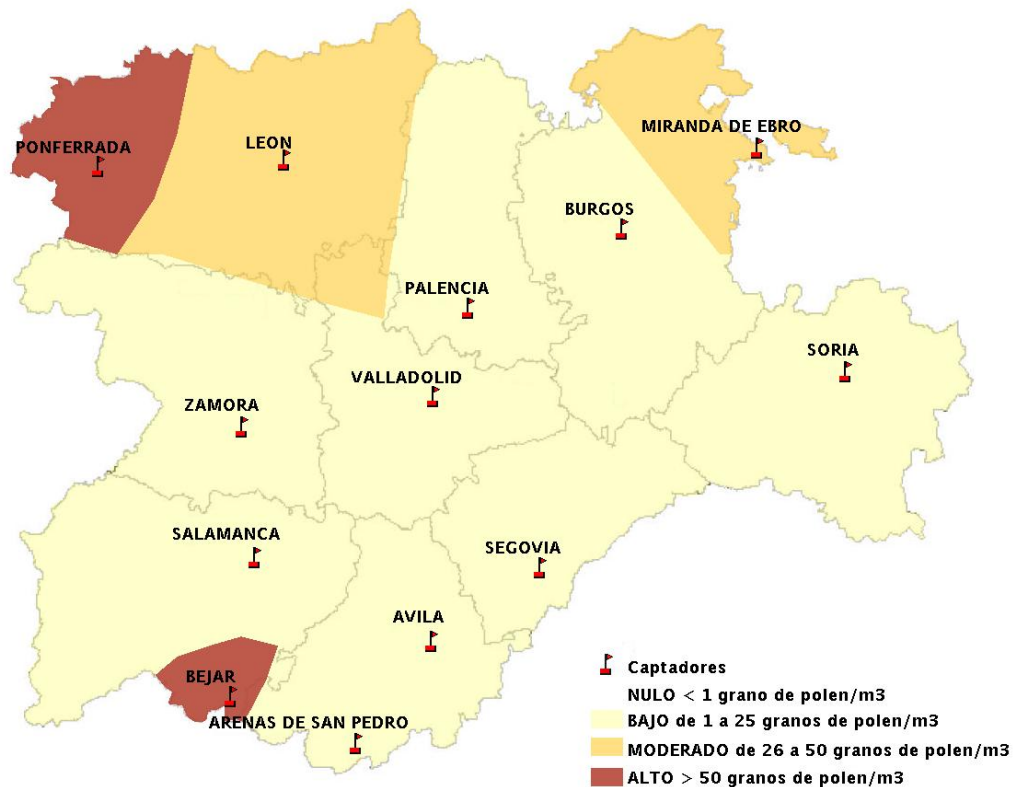 MIRANDA DE EBRO
PONFERRADA
LEON
BURGOS
PALENCIA
SORIA
VALLADOLID
ZAMORA
SALAMANCA
SEGOVIA
AVILA
BEJAR
ARENAS DE SAN PEDRO
Captadores
NULO < 1 grano de polen/m3
BAJO de 1 a 25 granos de polen/m3
MODERADO de 26 a 50 granos de polen/m3
ALTO > 50 granos de polen/m3